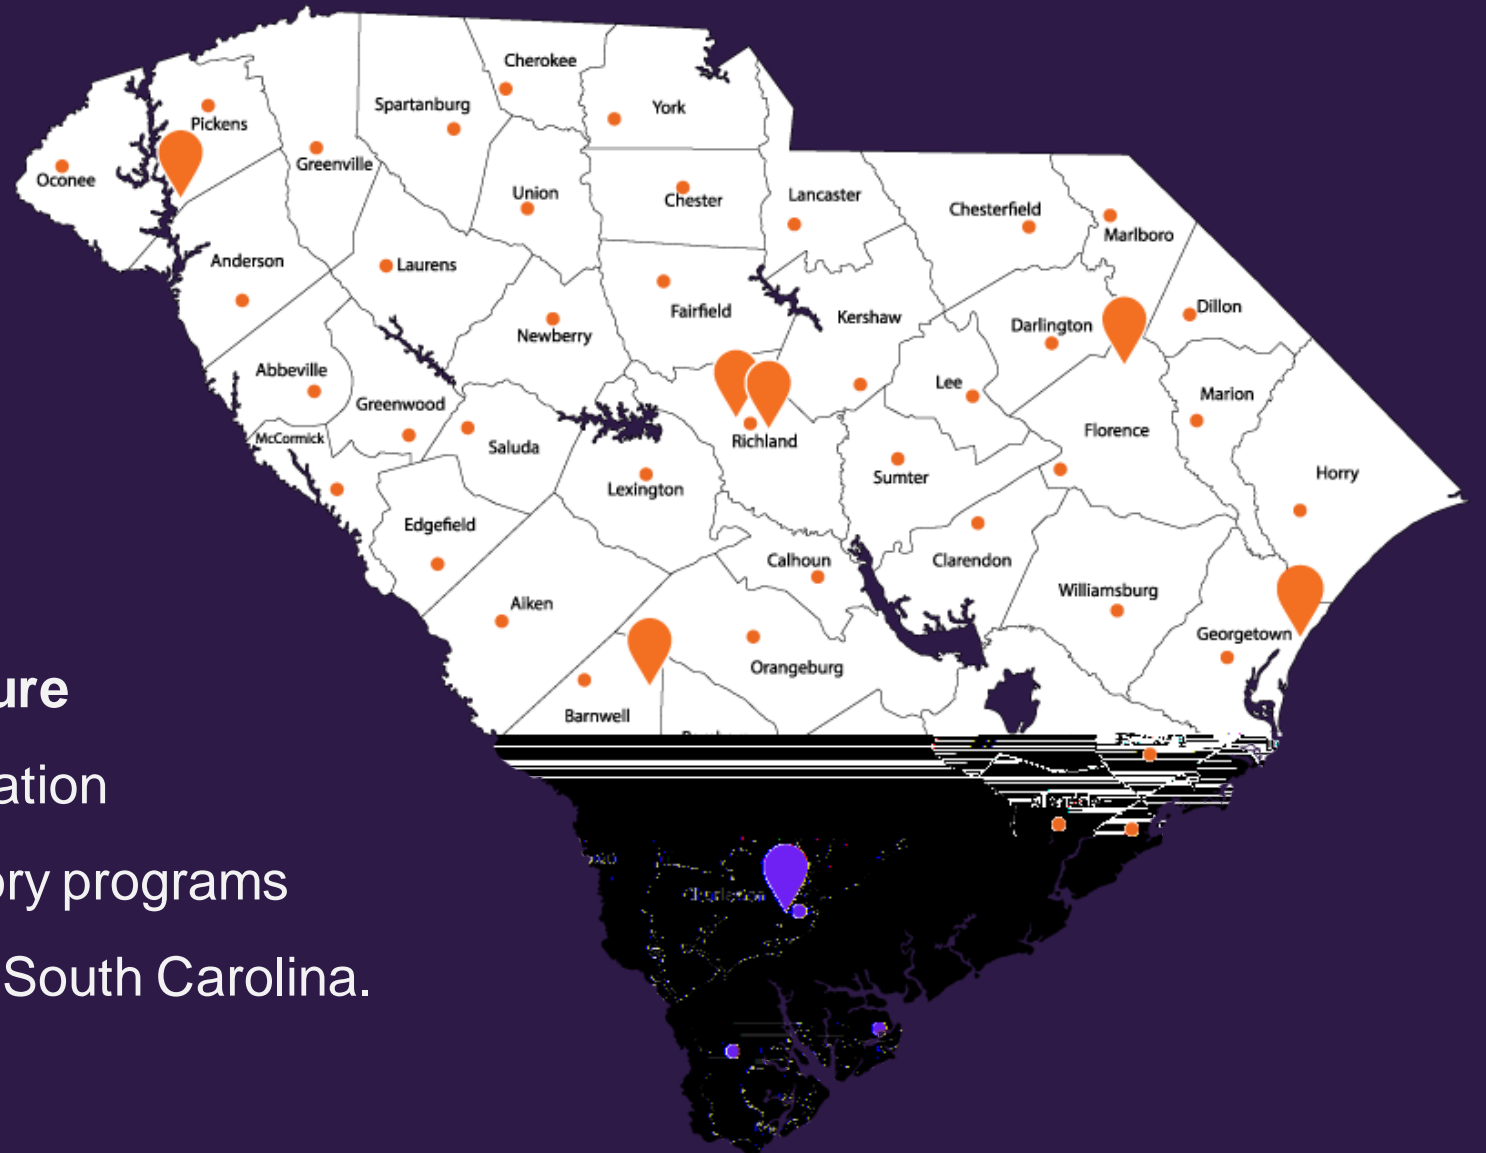 Cherokee
Spartanburg
York
Pickens
Greenville
Oconee
Union
Chester
Lancaster
Chesterfield
Marlboro
Anderson
Laurens
Fairfield
Kershaw
Darlington
Dillon
Newberry
Abbeville
Greenwood
Lee
Marion
McCormick
Saluda
Richland
Florence
Lexington
Sumter
Horry
Edgefield
Calhoun
Clarendon
Aiken
Williamsburg
Georgetown
Orangeburg
Barnwell
ure
ation
ory programs
South Carolina.